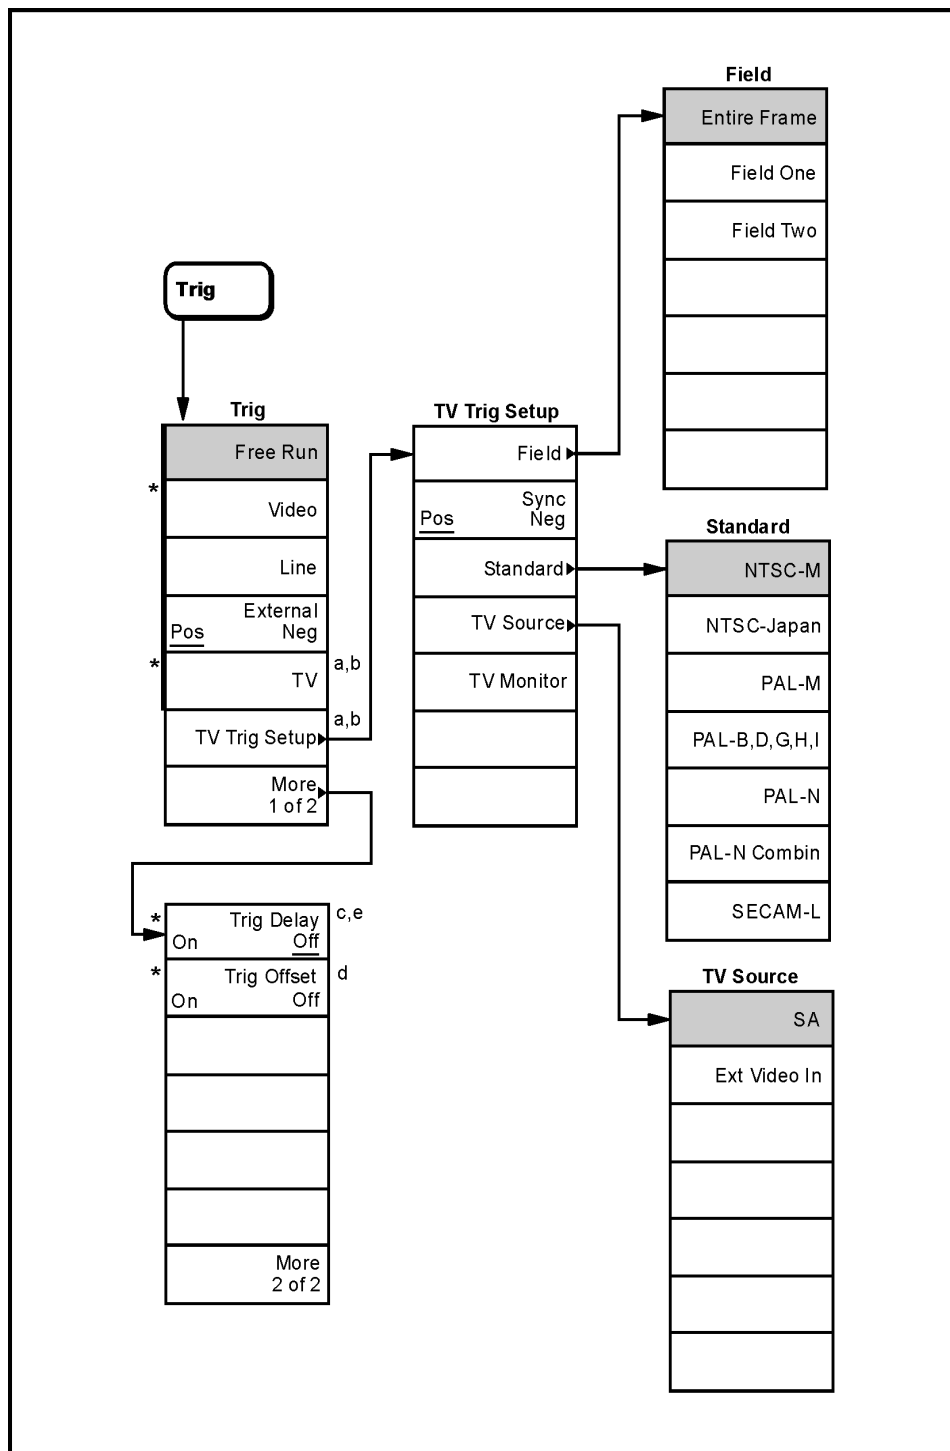 Trig
Trig
Free Run
*
Video
Line
External
Pos Neg
*
TV
a,b
TV Trig Setup
a,b
More
1 of 2
*
Trig Delay
On Off
c,e
*
Trig Offset
On Off
d
More
2 of 2
TV Trig Setup
Field
Sync
Pos Neg
Standard
TV Source
TV Monitor
Field
Entire Frame
Field One
Field Two
Standard
NTSC-M
NTSC-Japan
PAL-M
PAL-B,D,G,H,I
PAL-N
PAL-N Combin
SECAM-L
TV Source
SA
Ext Video In